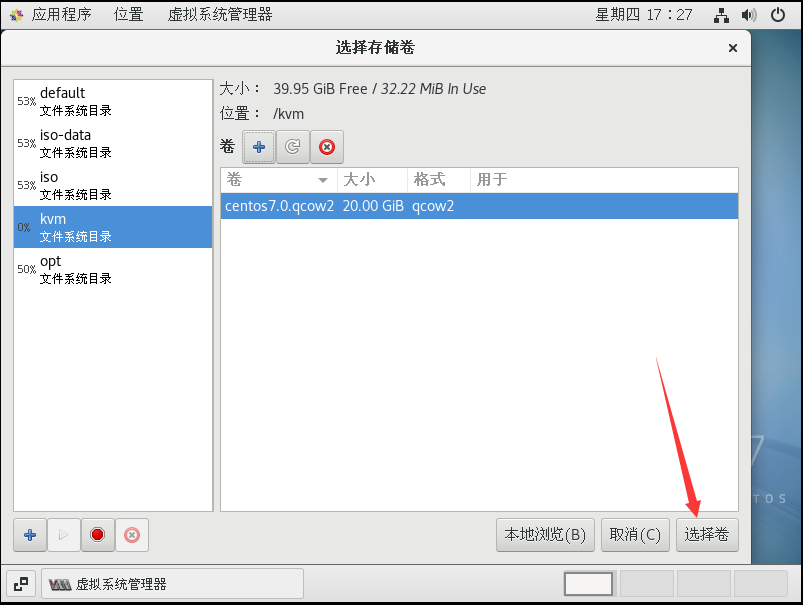 应用程序 位置 虚拟系统管理器 星期四 17：27
选择存储卷
53% default
文件系统目录
53% iso-data
文件系统目录
53% iso
文件系统目录
0% kvm
文件系统目录
50% opt
文件系统目录
大小： 39.95 GiB Free / 32.22 MiB In Use
位置： /kvm
卷
卷 大小 格式 用于
centos7.0.qcow2 20.00 GiB qcow2
7
TOS
本地浏览(B) 取消(C) 选择卷
虚拟系统管理器